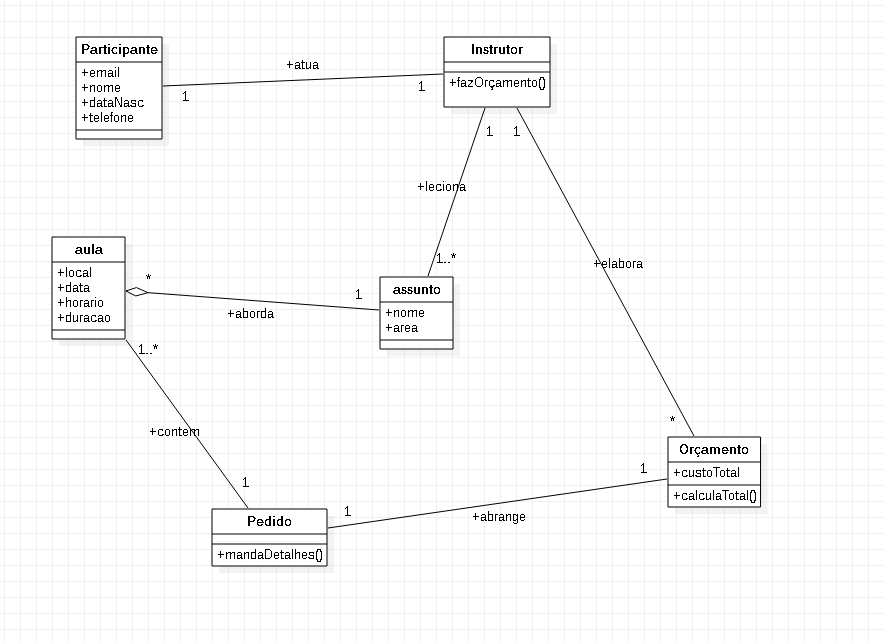 Participante
+email
+nome
+dataNasc
+telefone
+atua
1
1
Instrutor
+fazOrçamento()
1
1
+leciona
1..*
+elabora
*
aula
+local
+data
+horario
+duracao
*
+aborda
1
assunto
+nome
+area
1..*
+contem
1
Pedido
+mandaDetalhes()
1
+abrange
1
Orçamento
+custoTotal
+calculaTotal()